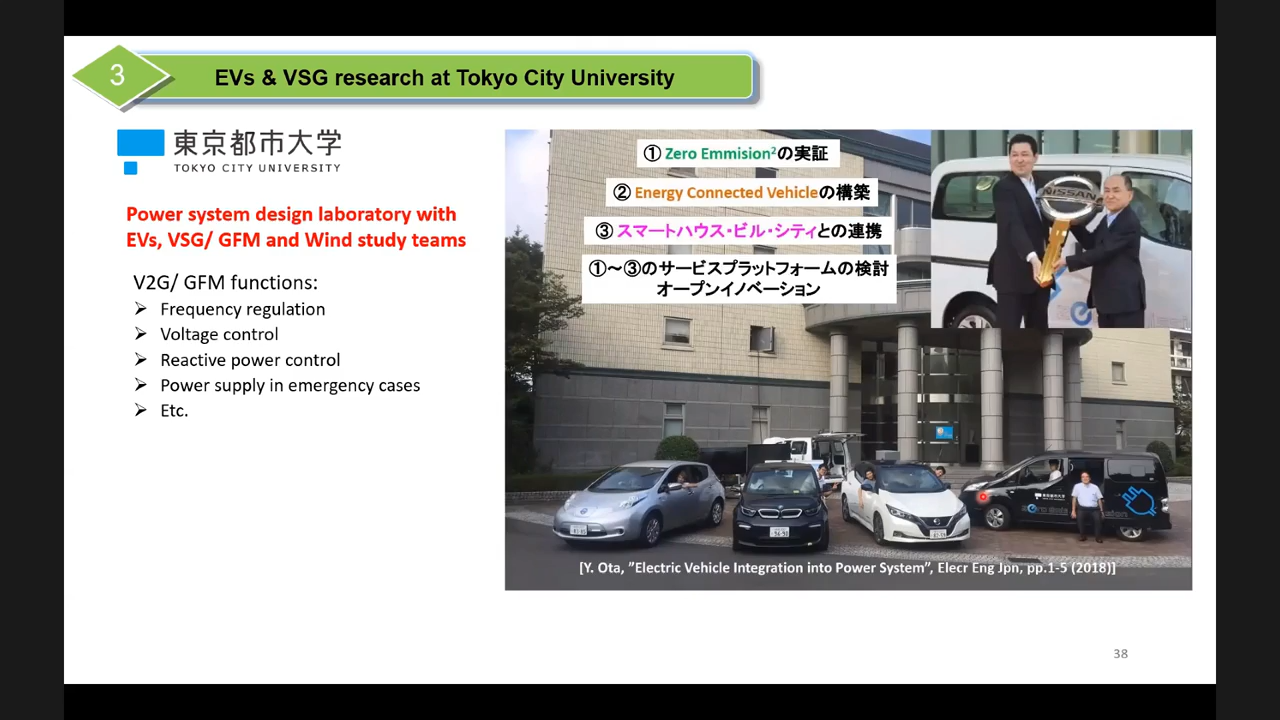 3
EVs & VSG research at Tokyo City University
東京都市大学
TOKYO CITY UNIVERSITY
Power system design laboratory with
EVs, VSG/ GFM and Wind study teams
V2G/ GFM functions:
Frequency regulation
Voltage control
Reactive power control
Power supply in emergency cases
Etc.
① Zero Emmision²の実証
② Energy Connected Vehicleの構築
③ スマートハウス・ビル・シティとの連携
①～③のサービスプラットフォームの検討
オープンイノベーション
NISSAN
東京都市大学
[Y. Ota, ”Electric Vehicle Integration into Power System”, Elecr Eng Jpn, pp.1-5 (2018)]
38